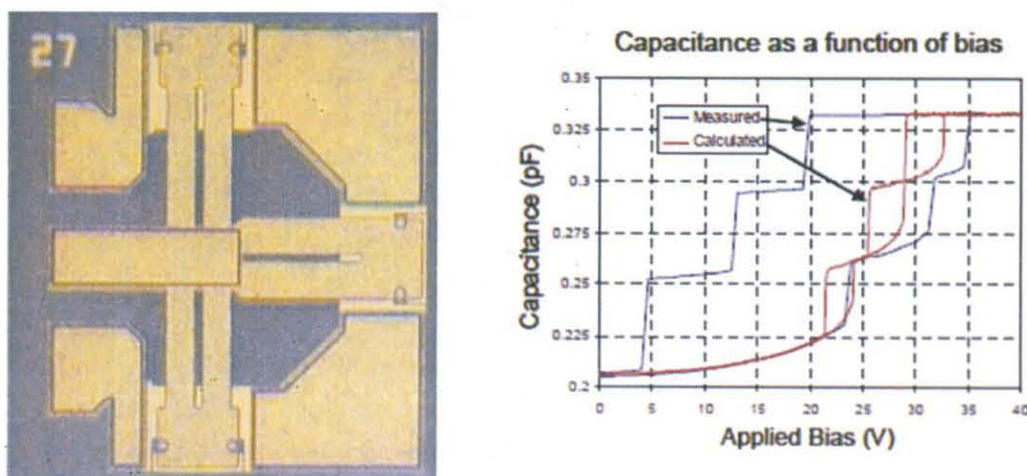 27
Capacitance as a function of bias
0.35
0.325
0.3
0.275
0.25
0.225
0.2
Capacitance (pF)
Measured
Calculated
0 5 10 15 20 25 30 35 40
Applied Bias (V)